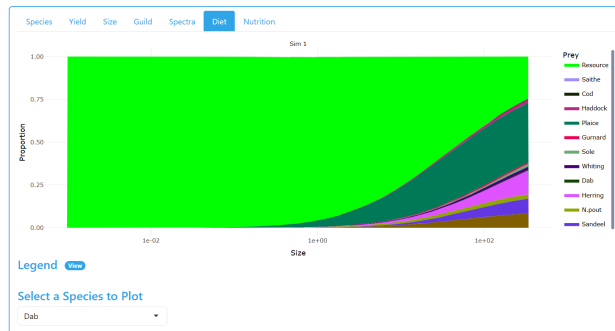 Species Yield Size Guild Spectra Diet Nutrition
Sim 1
Prey
Resource
Saithe
Cod
Haddock
Plaice
Gurnard
Sole
Whiting
Dab
Herring
N.pout
Sandeel
1.00
0.75
0.50
0.25
0.00
Proportion
1e-02 1e+00 1e+02
Size
Legend View
Select a Species to Plot
Dab